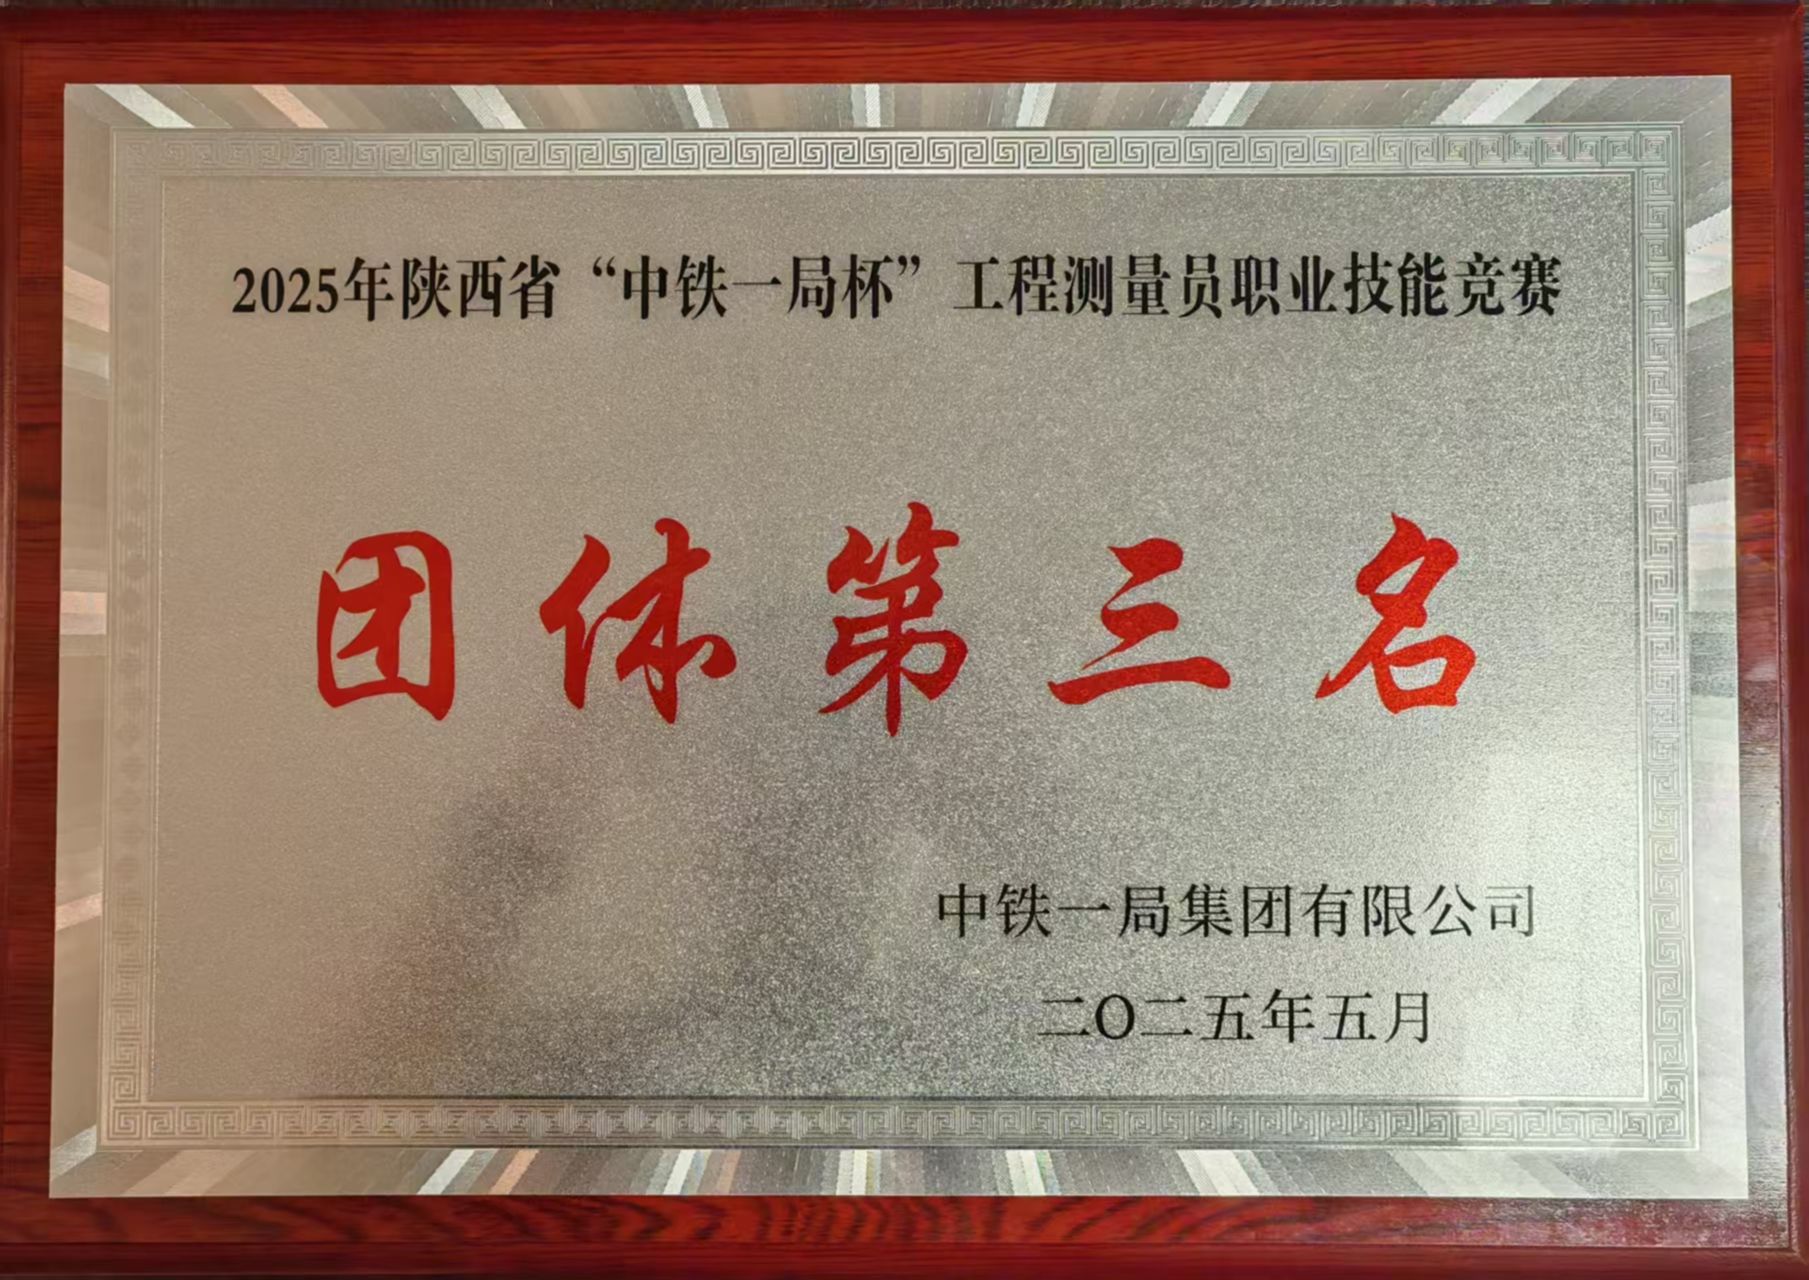 2025年陕西省“中铁一局杯”工程测量员职业技能竞赛
团体第三名
中铁一局集团有限公司
二〇二五年五月